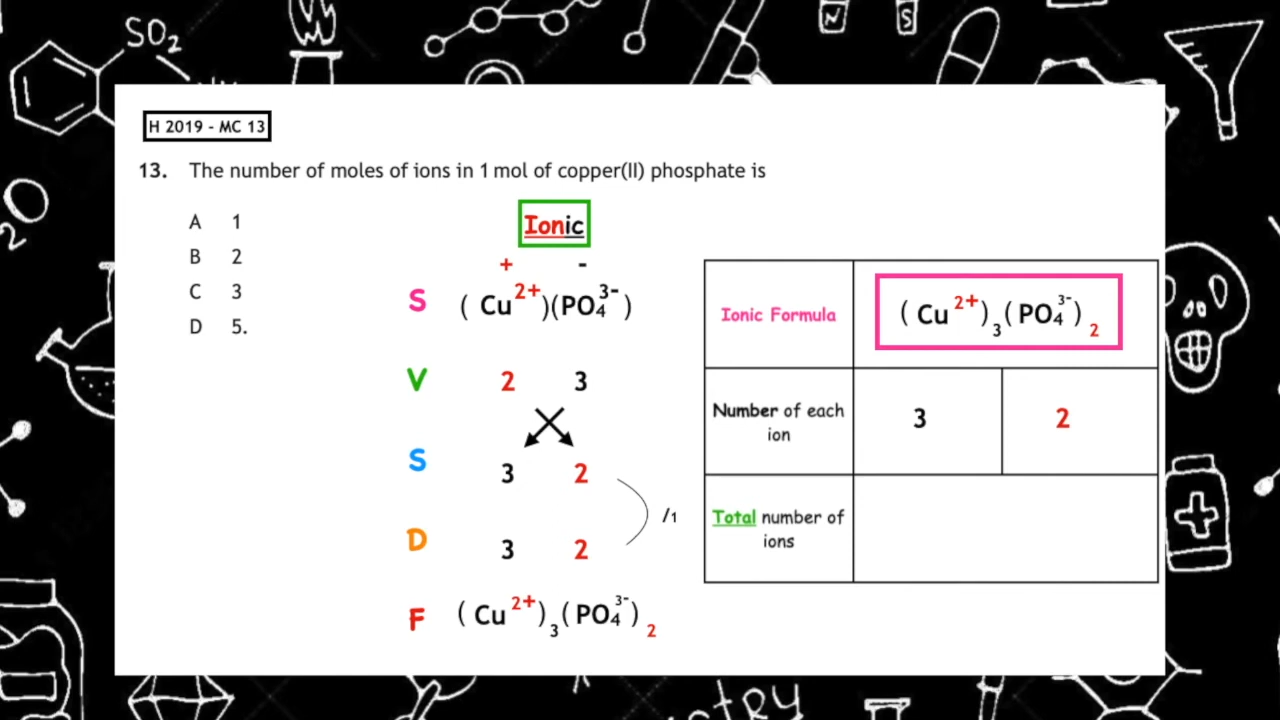 SO₂
N S
₂O
H 2019 - MC 13
13. The number of moles of ions in 1 mol of copper(II) phosphate is
A 1
B 2
C 3
D 5.
Ionic
+ -
S (Cu²⁺)(PO₄³⁻)
V 2 3
S 3 2
/1
D 3 2
F (Cu²⁺)₃(PO₄³⁻)₂
Ionic Formula (Cu²⁺)₃(PO₄³⁻)₂
Number of each
ion
3 2
Total number of
ions